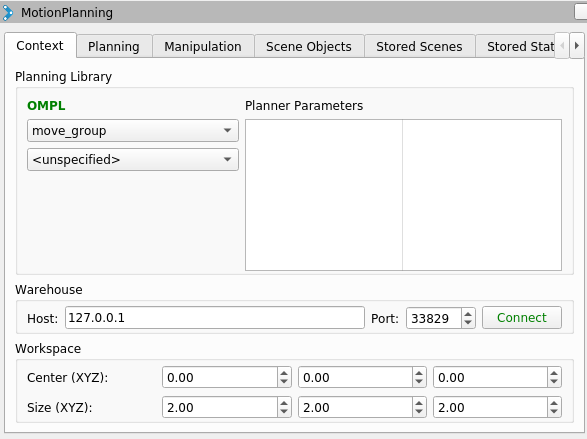 MotionPlanning
Context Planning Manipulation Scene Objects Stored Scenes Stored Stat
Planning Library
OMPL Planner Parameters
move_group
<unspecified>
Warehouse
Host: 127.0.0.1 Port: 33829 Connect
Workspace
Center (XYZ): 0.00 0.00 0.00
Size (XYZ): 2.00 2.00 2.00